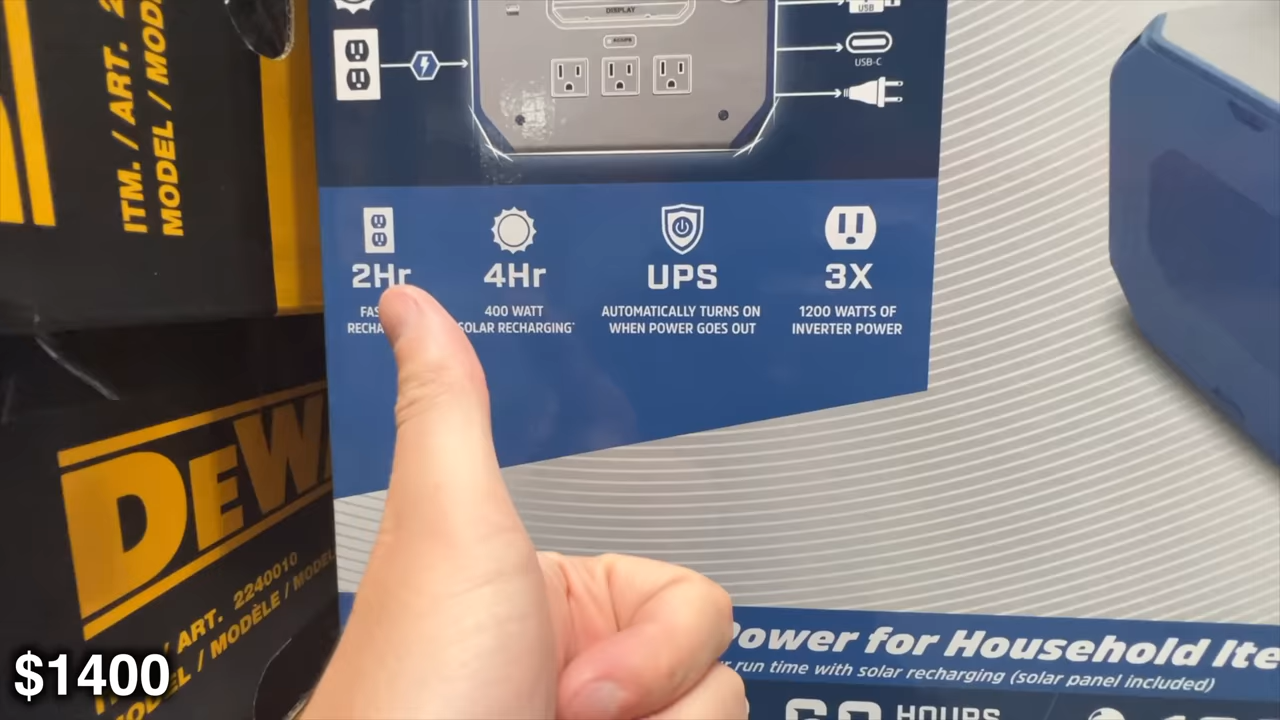 ITM. / ART. 2
MODEL / MODÈ
DISPLAY
USB
USB-C
2Hr
4Hr
400 WATT
SOLAR RECHARGING*
UPS
AUTOMATICALLY TURNS ON
WHEN POWER GOES OUT
3X
1200 WATTS OF
INVERTER POWER
DEWA
ART. 2240010
MODEL / MODÈLE / MODEL
Power for Household Ite
r run time with solar recharging (solar panel included)
HOURS
$1400